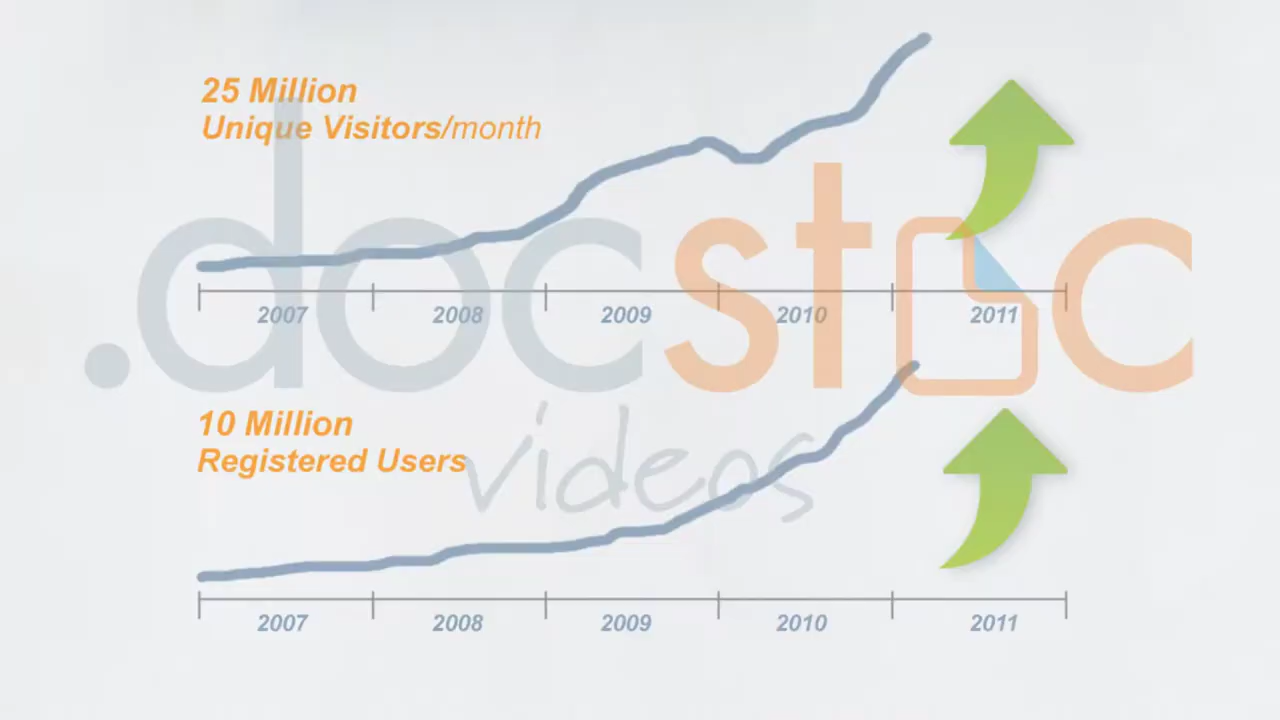 25 Million
Unique Visitors/month
2007 2008 2009 2010 2011
.docstoc
10 Million
Registered Users
videos
2007 2008 2009 2010 2011